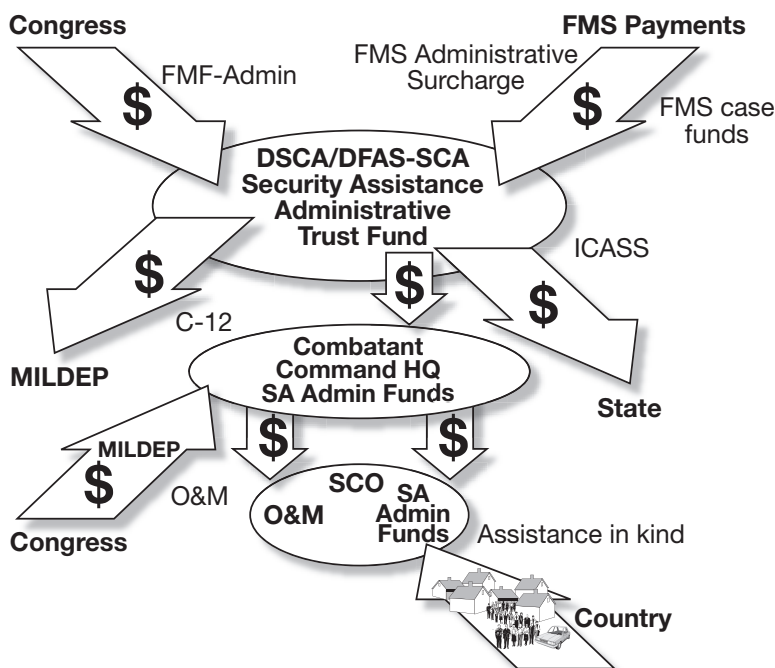 Congress
FMS Payments
FMF-Admin
FMS Administrative
Surcharge
$
$
FMS case
funds
DSCA/DFAS-SCA
Security Assistance
Administrative
Trust Fund
ICASS
$
$
$
C-12
MILDEP
Combatant
Command HQ
SA Admin Funds
State
$
$
MILDEP
$
O&M
Congress
SCO
O&M
SA
Admin
Funds
Assistance in kind
Country